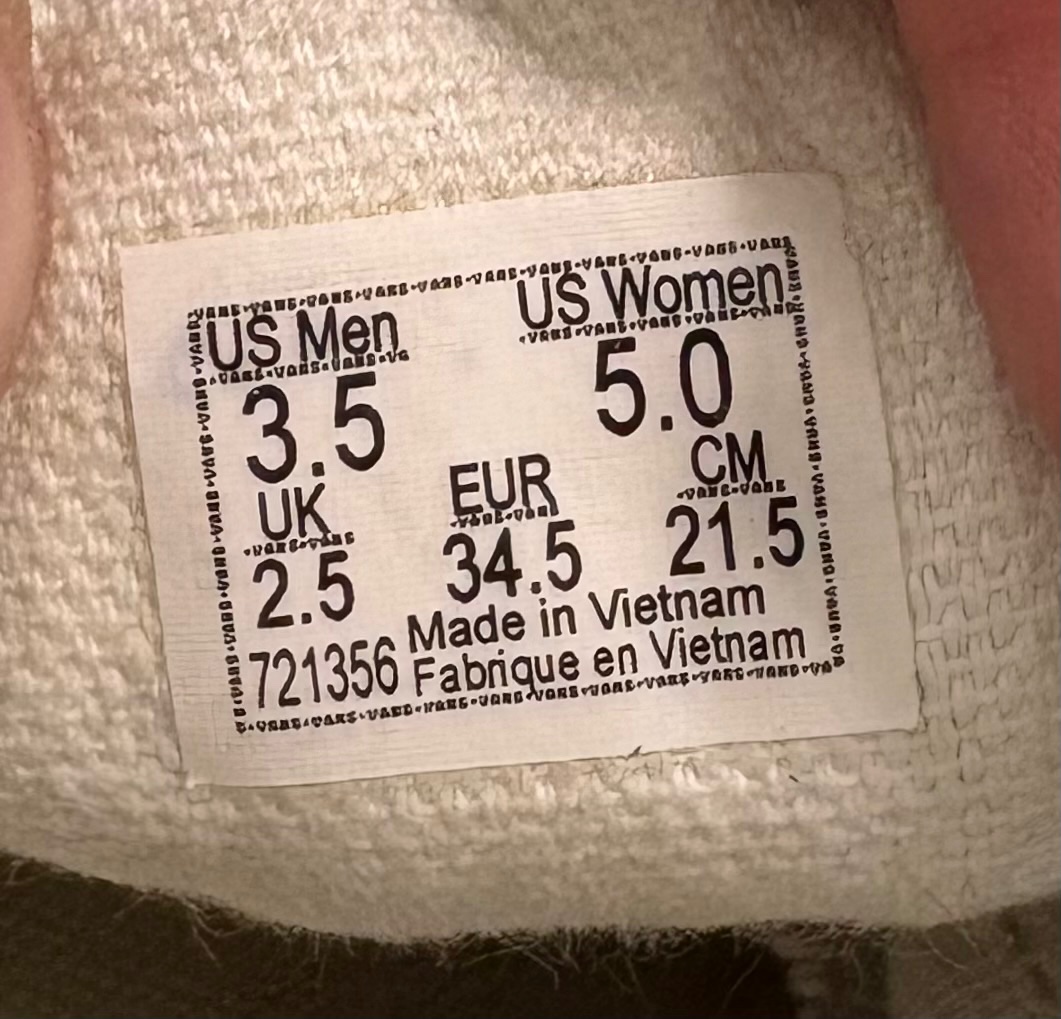 US Men US Women
3.5 5.0
UK EUR CM
2.5 34.5 21.5
Made in Vietnam
721356 Fabrique en Vietnam